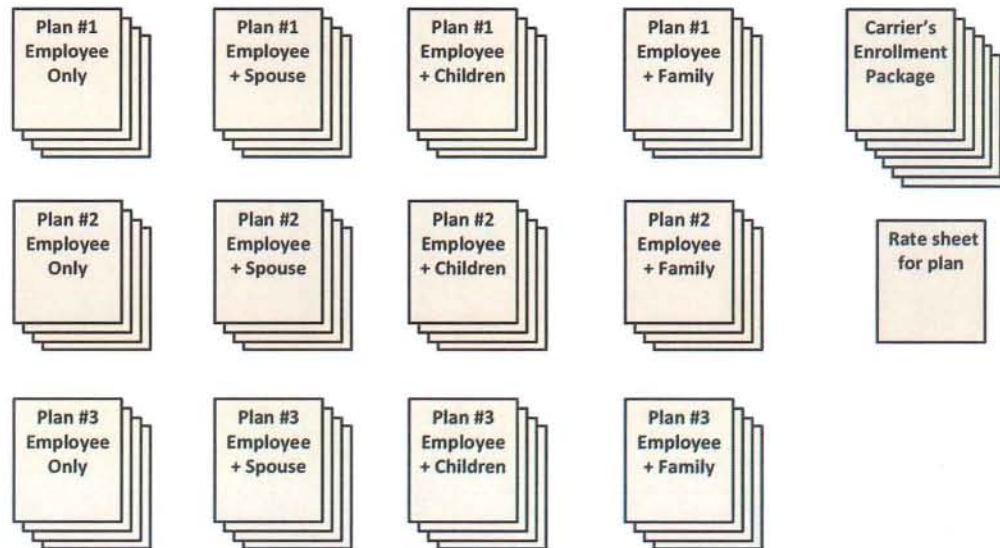 Plan #1
Employee
Only
Plan #1
Employee
+ Spouse
Plan #1
Employee
+ Children
Plan #1
Employee
+ Family
Carrier's
Enrollment
Package
Plan #2
Employee
Only
Plan #2
Employee
+ Spouse
Plan #2
Employee
+ Children
Plan #2
Employee
+ Family
Rate sheet
for plan
Plan #3
Employee
Only
Plan #3
Employee
+ Spouse
Plan #3
Employee
+ Children
Plan #3
Employee
+ Family